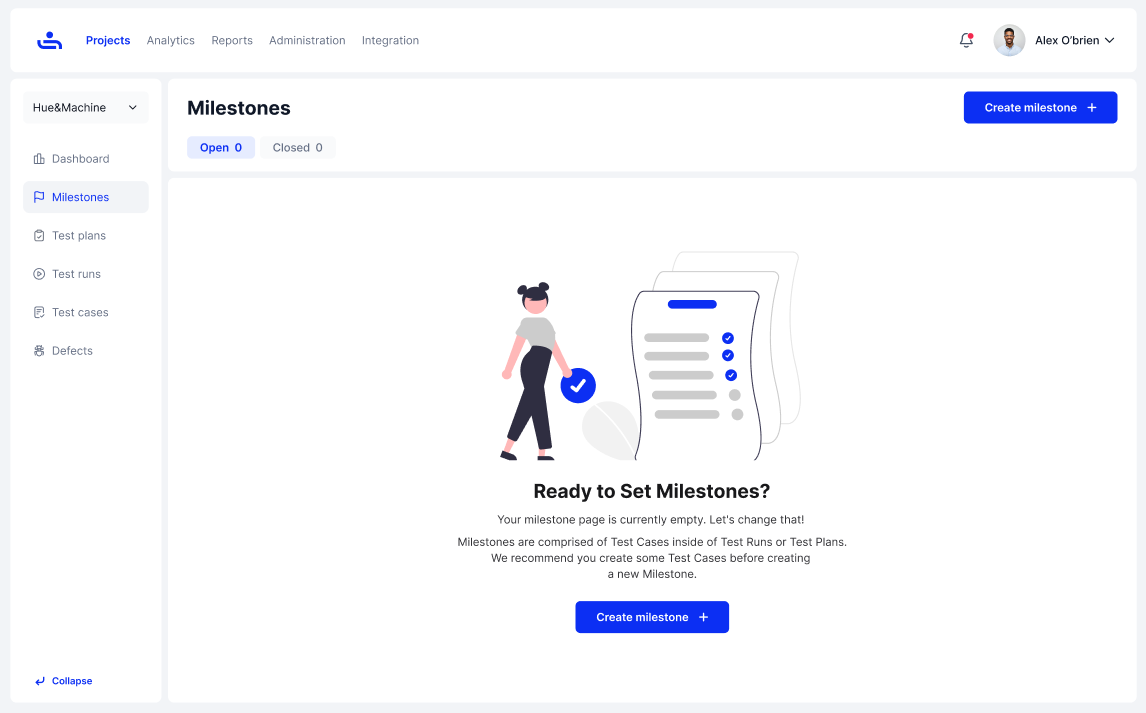 Projects Analytics Reports Administration Integration
Alex O’brien
Hue&Machine
Dashboard
Milestones
Test plans
Test runs
Test cases
Defects
Collapse
Milestones
Create milestone +
Open 0 Closed 0
Ready to Set Milestones?
Your milestone page is currently empty. Let's change that!
Milestones are comprised of Test Cases inside of Test Runs or Test Plans.
We recommend you create some Test Cases before creating
a new Milestone.
Create milestone +